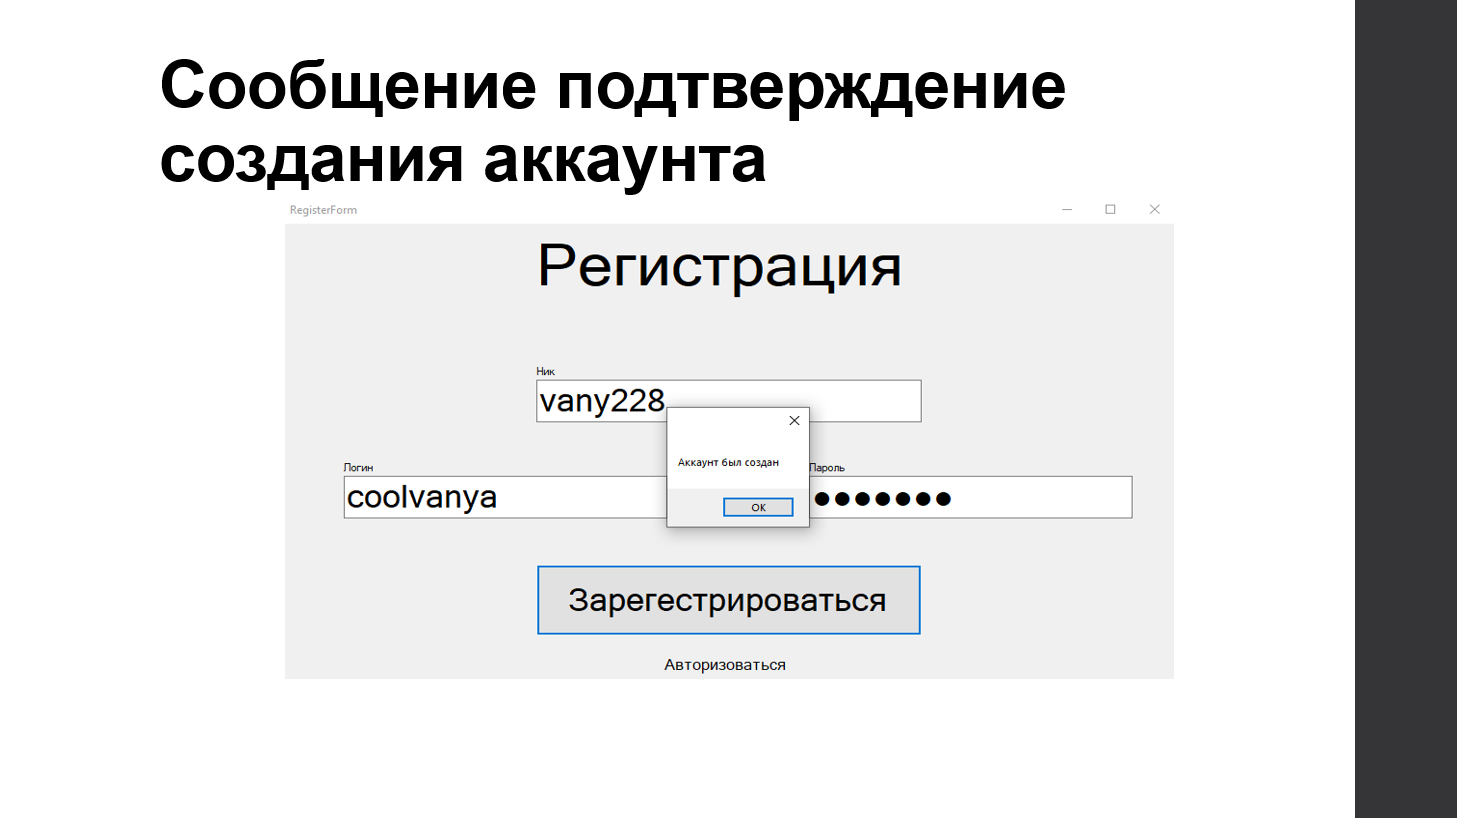 Сообщение подтверждение
создания аккаунта
RegisterForm
Регистрация
Ник
vany228
Аккаунт был создан
Логин
Пароль
coolvanya
●●●●●●●
OK
Зарегестрироваться
Авторизоваться